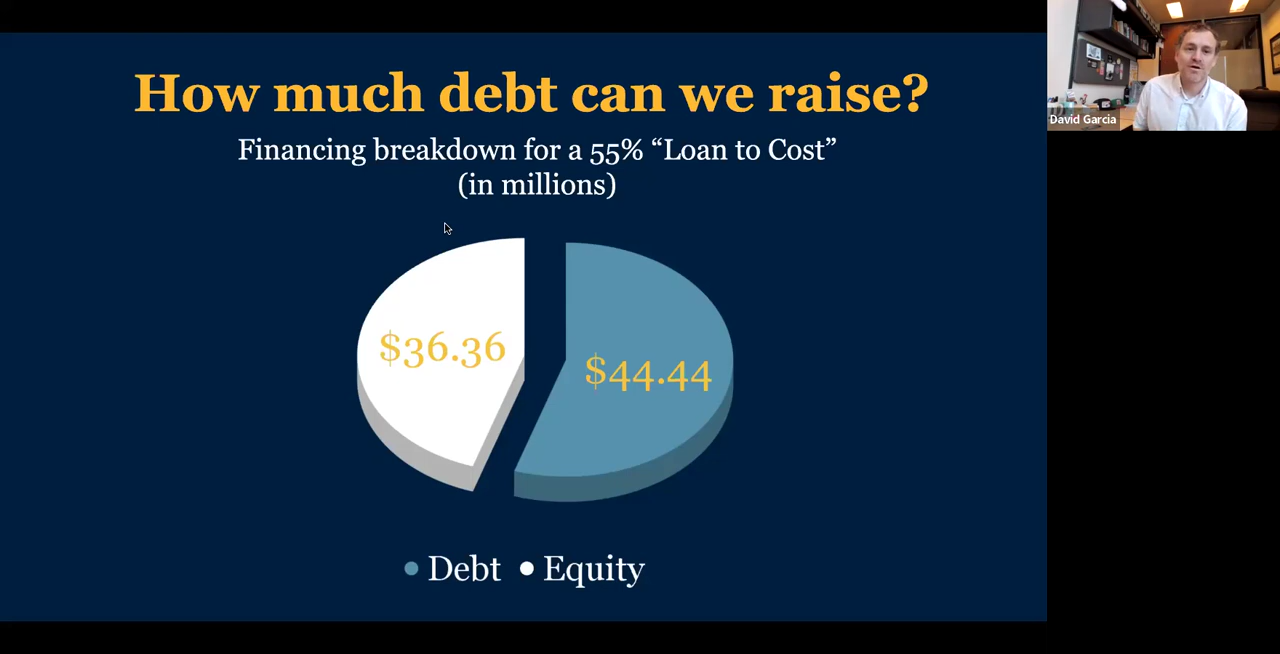 How much debt can we raise?
Financing breakdown for a 55% “Loan to Cost”
(in millions)
David Garcia
$36.36
$44.44
Debt
Equity